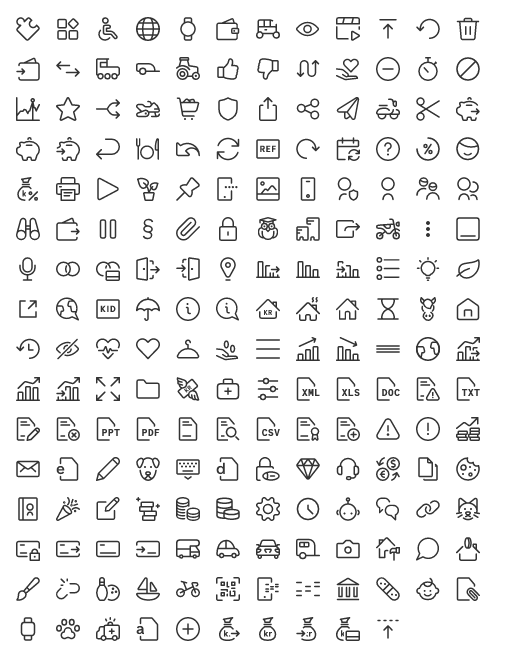 REF
%
k%
§
KR
KID
i
i
XML
XLS
DOC
TXT
PPT
PDF
CSV
e
d
$
€
a
k
kr
:r
k